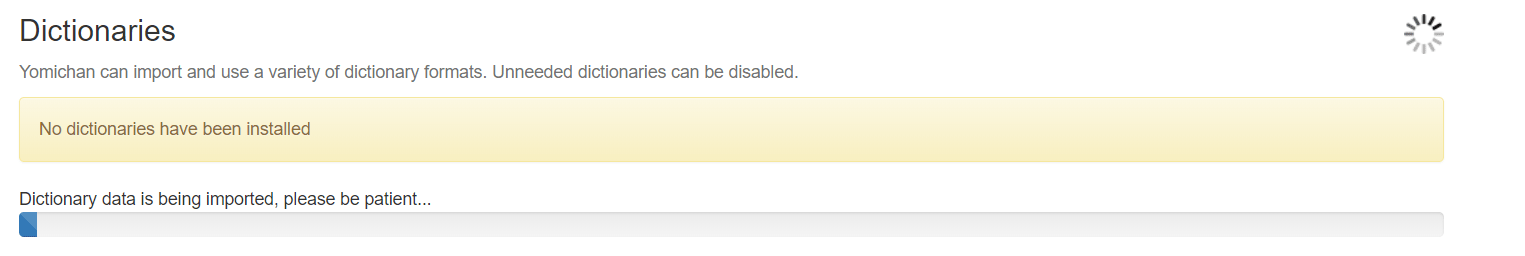 Dictionaries
Yomichan can import and use a variety of dictionary formats. Unneeded dictionaries can be disabled.
No dictionaries have been installed
Dictionary data is being imported, please be patient...